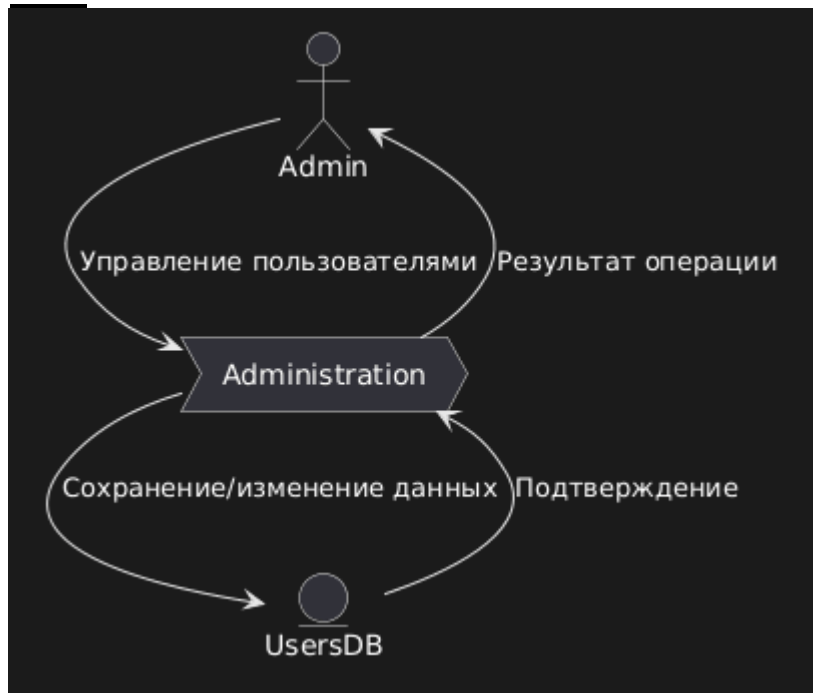 Admin
Управление пользователями
Результат операции
Administration
Сохранение/изменение данных
Подтверждение
UsersDB